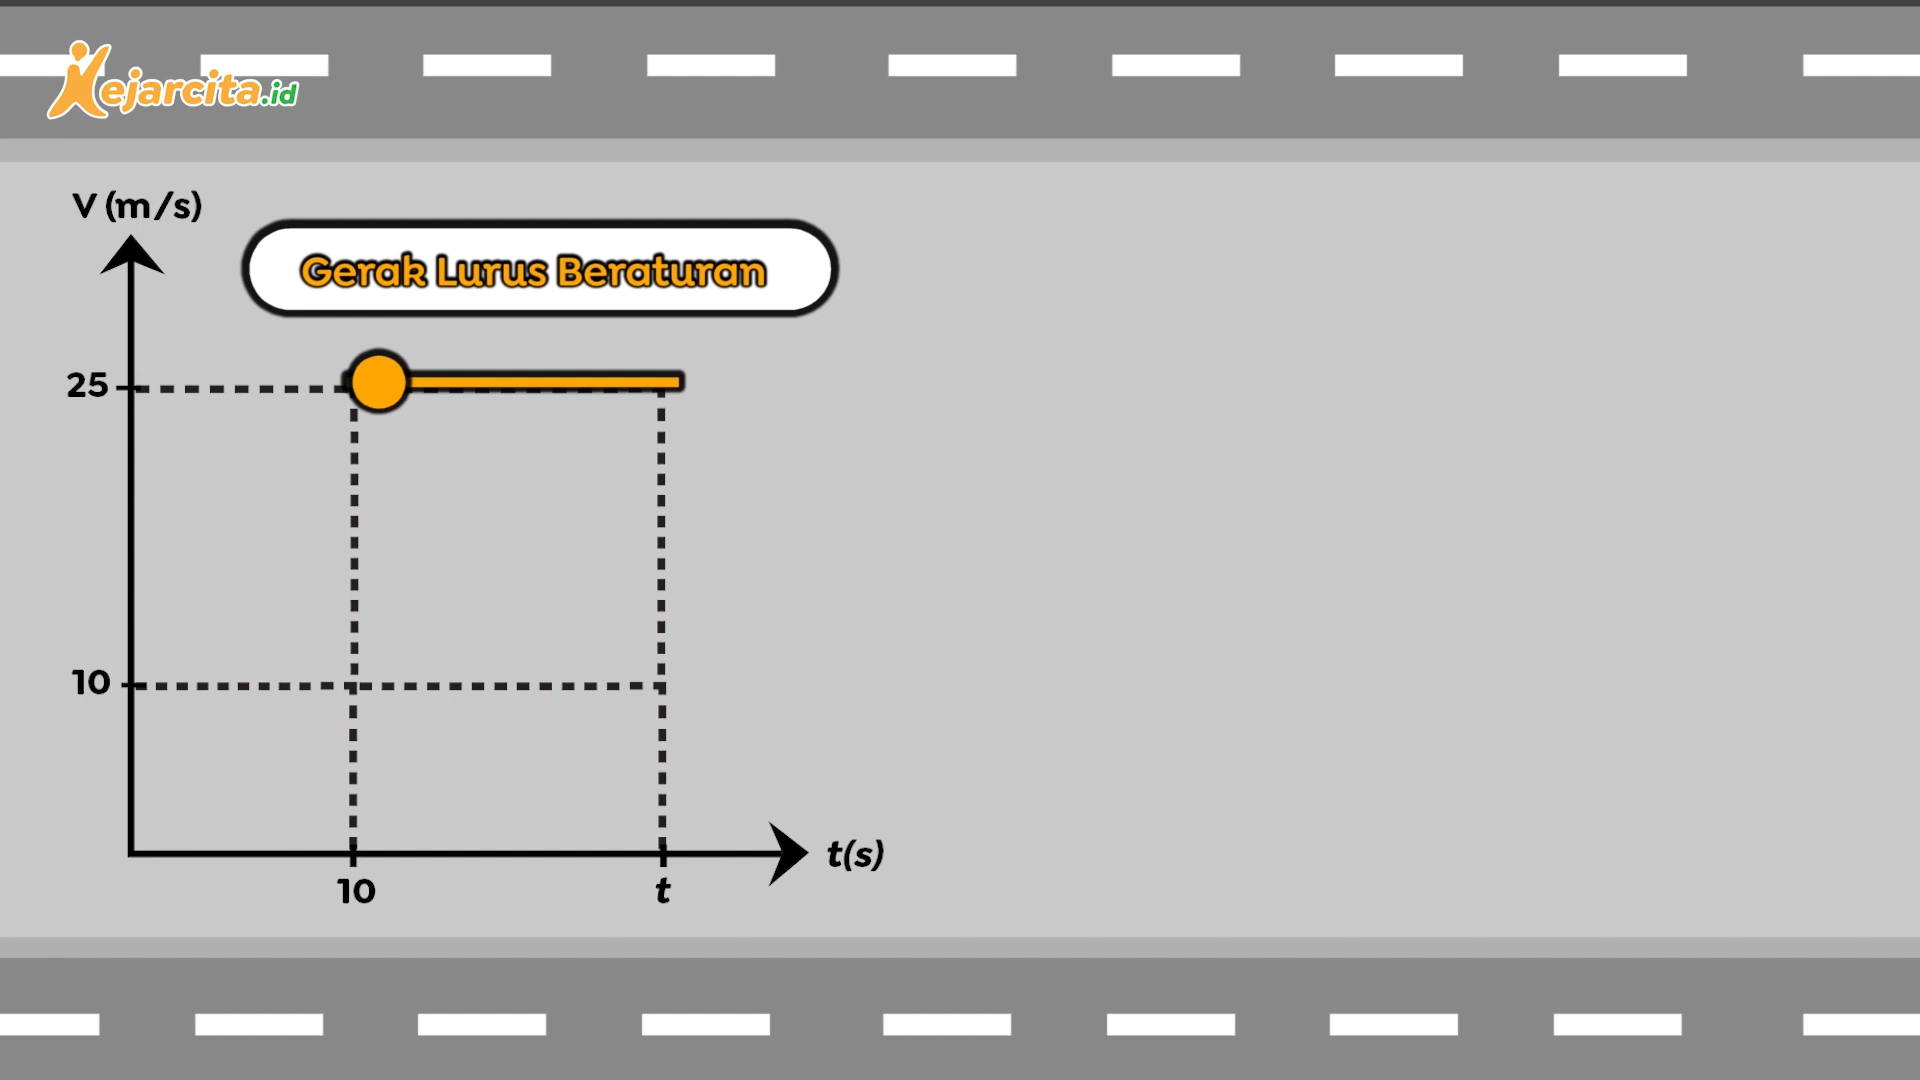 Kejarcita.id
V (m/s)
Gerak Lurus Beraturan
25
10
t(s)
10
t